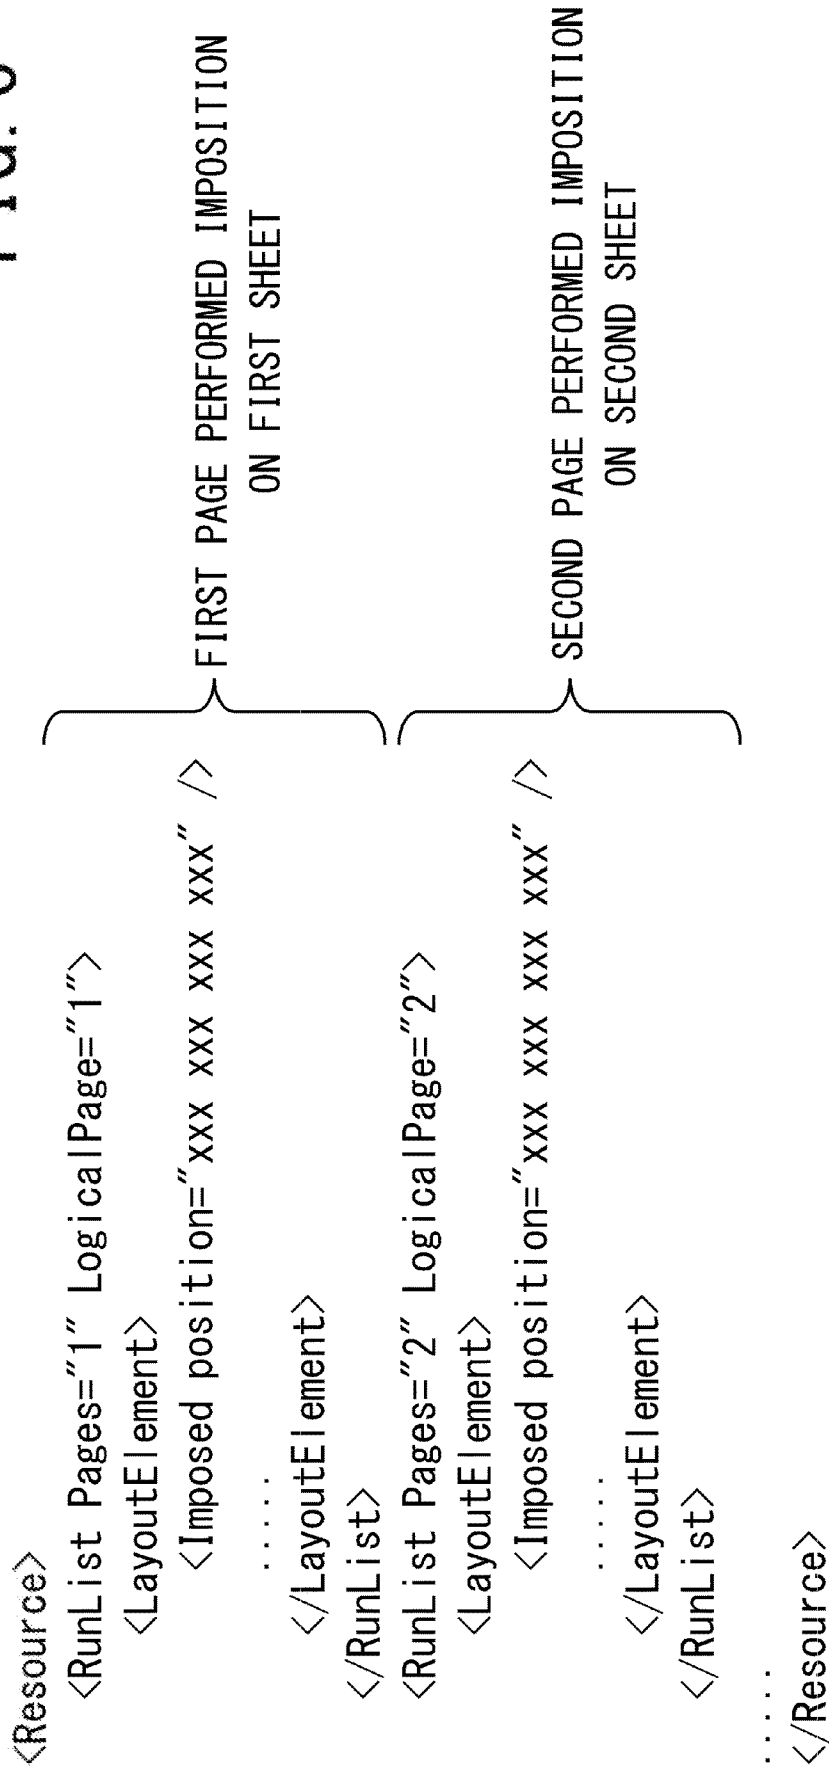 <Resource>
<RunList Pages="1" LogicalPage="1">
<LayoutElement>
<Imposed position="xxx xxx xxx xxx" />
.....
</LayoutElement>
</RunList>
FIRST PAGE PERFORMED IMPOSITION
ON FIRST SHEET
<RunList Pages="2" LogicalPage="2">
<LayoutElement>
<Imposed position="xxx xxx xxx xxx" />
.....
</LayoutElement>
</RunList>
SECOND PAGE PERFORMED IMPOSITION
ON SECOND SHEET
.....
</Resource>